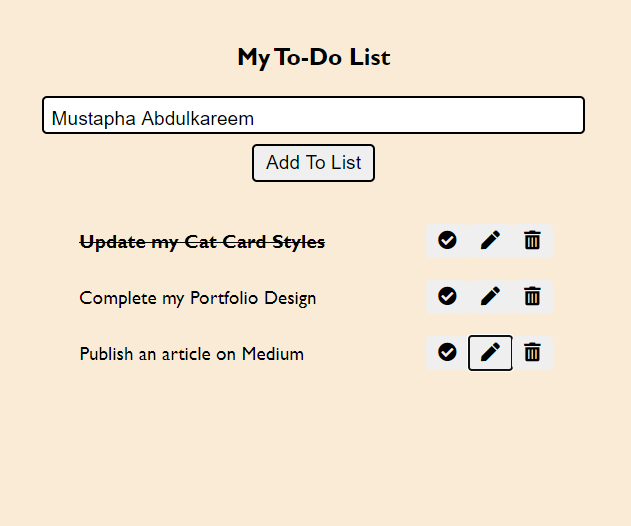 My To-Do List
Mustapha Abdulkareem
Add To List
Update my Cat Card Styles
Complete my Portfolio Design
Publish an article on Medium